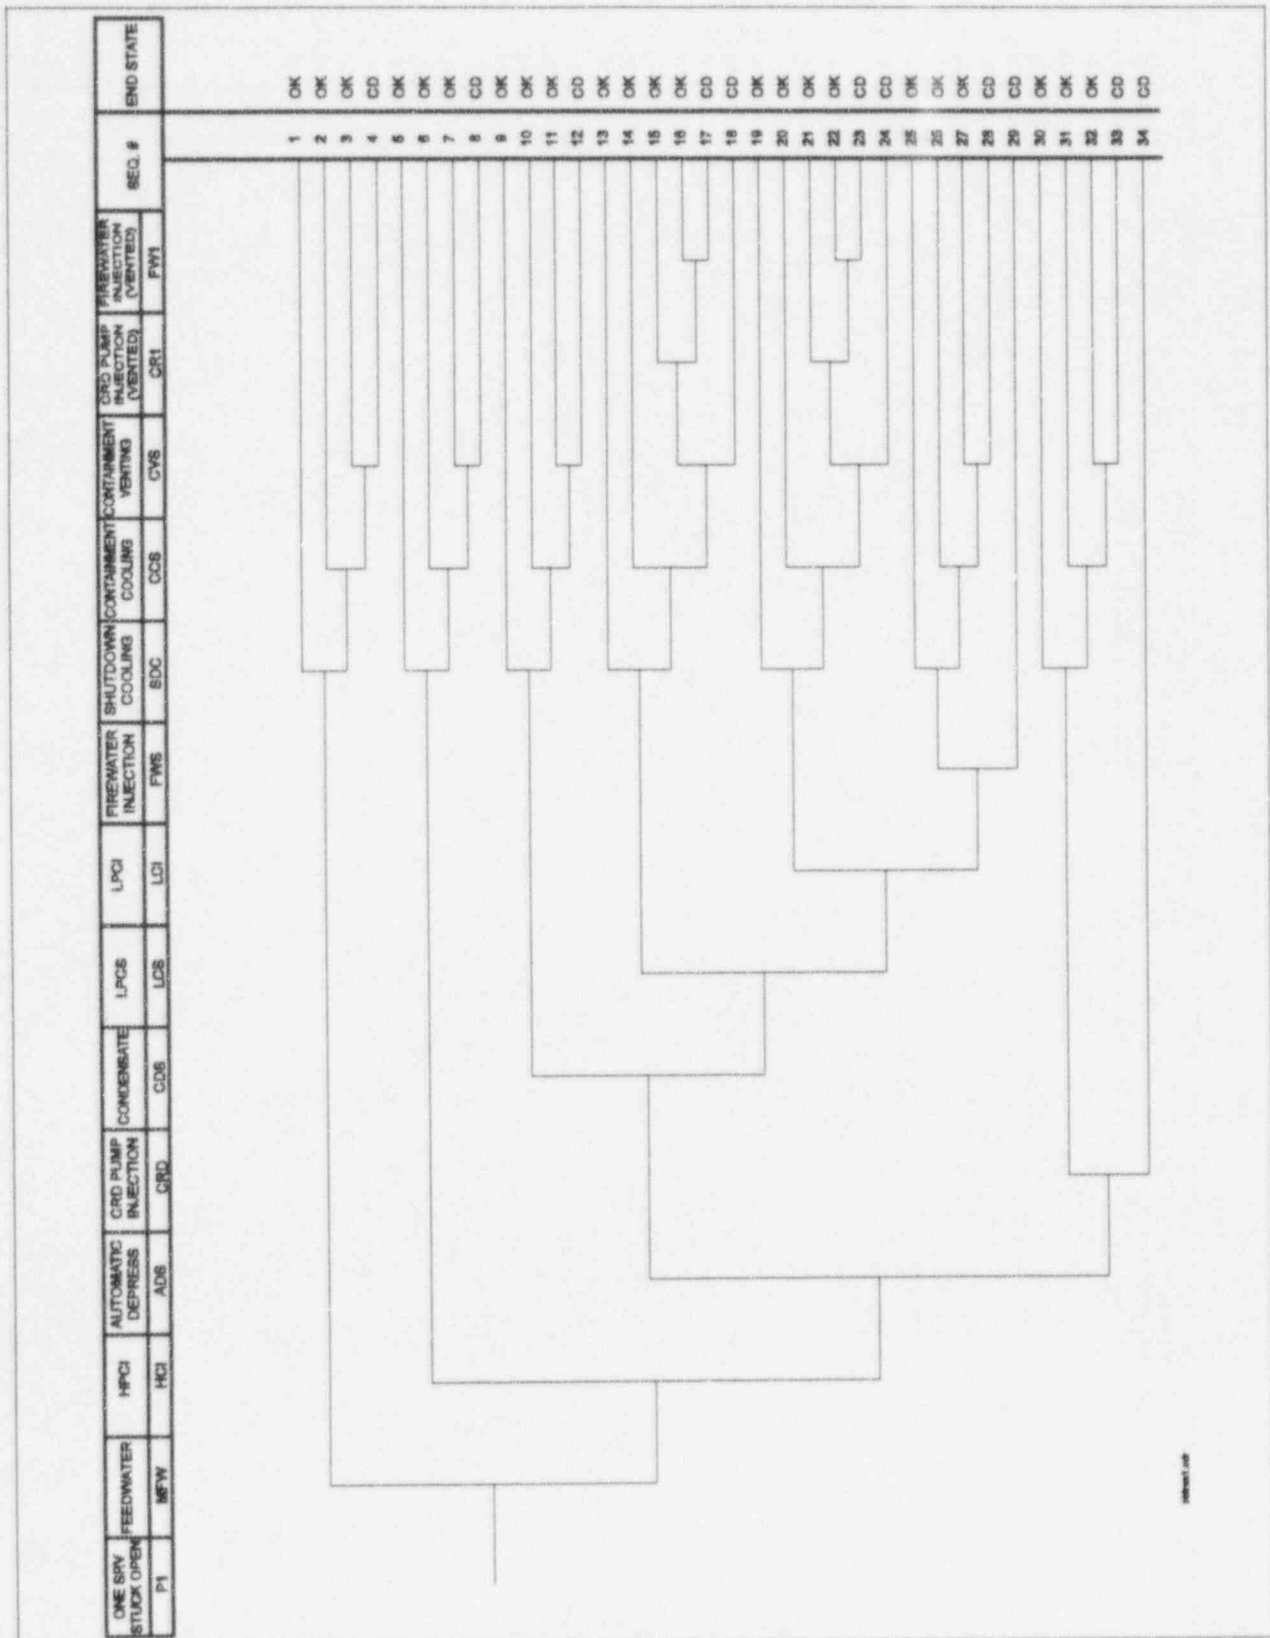 ONE SRV
STUCK OPEN
FEEDWATER
HPCI
AUTOMATIC
DEPRESS
CRD PUMP
INJECTION
CONDENSATE
LPCS
LPCI
FIREWATER
INJECTION
SHUTDOWN
COOLING
CONTAINMENT
COOLING
CONTAINMENT
VENTING
CRD PUMP
INJECTION
(VENTED)
FIREWATER
INJECTION
(VENTED)
SEQ. #
END STATE
P1 MFW HCI ADS CRD CDS LCS LCI FWS SDC CCS CVS CR1 FW1
1 OK
2 OK
3 OK
4 CD
5 OK
6 OK
7 OK
8 CD
9 OK
10 OK
11 OK
12 CD
13 OK
14 OK
15 OK
16 OK
17 CD
18 CD
19 OK
20 OK
21 OK
22 OK
23 CD
24 CD
25 OK
26 OK
27 OK
28 CD
29 CD
30 OK
31 OK
32 OK
33 CD
34 CD